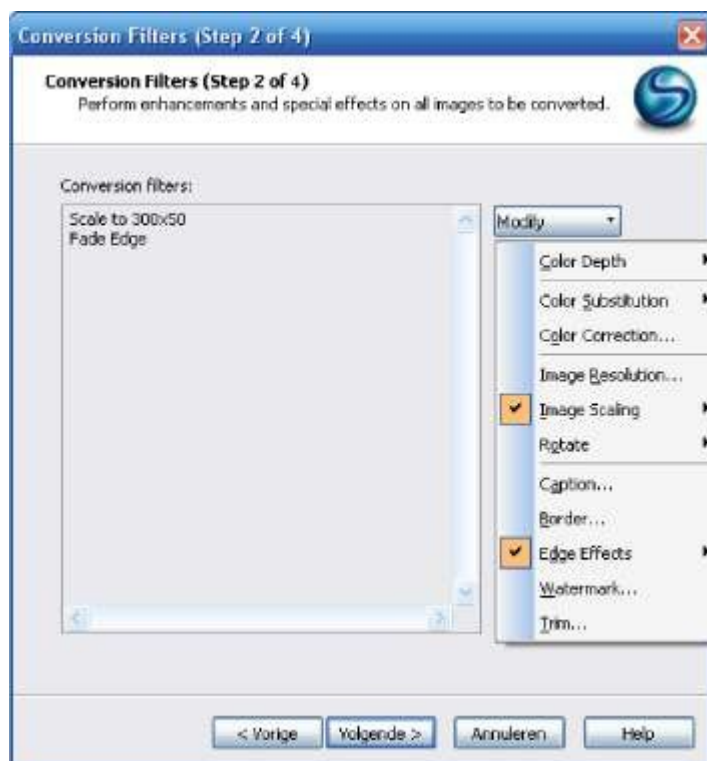 Conversion Filters (Step 2 of 4)
Conversion Filters (Step 2 of 4)
Perform enhancements and special effects on all images to be converted.
Conversion filters:
Scale to 300x50
Fade Edge
Modify
Color Depth
Color Substitution
Color Correction...
Image Resolution...
Image Scaling
Rotate
Caption...
Border...
Edge Effects
Watermark...
Trim...
< Vorige
Volgende >
Annuleren
Help